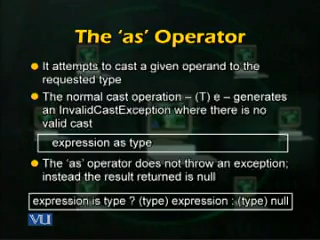 The ‘as’ Operator
It attempts to cast a given operand to the
requested type
The normal cast operation – (T) e – generates
an InvalidCastException where there is no
valid cast
expression as type
The ‘as’ operator does not throw an exception;
instead the result returned is null
expression is type ? (type) expression : (type) null
VU